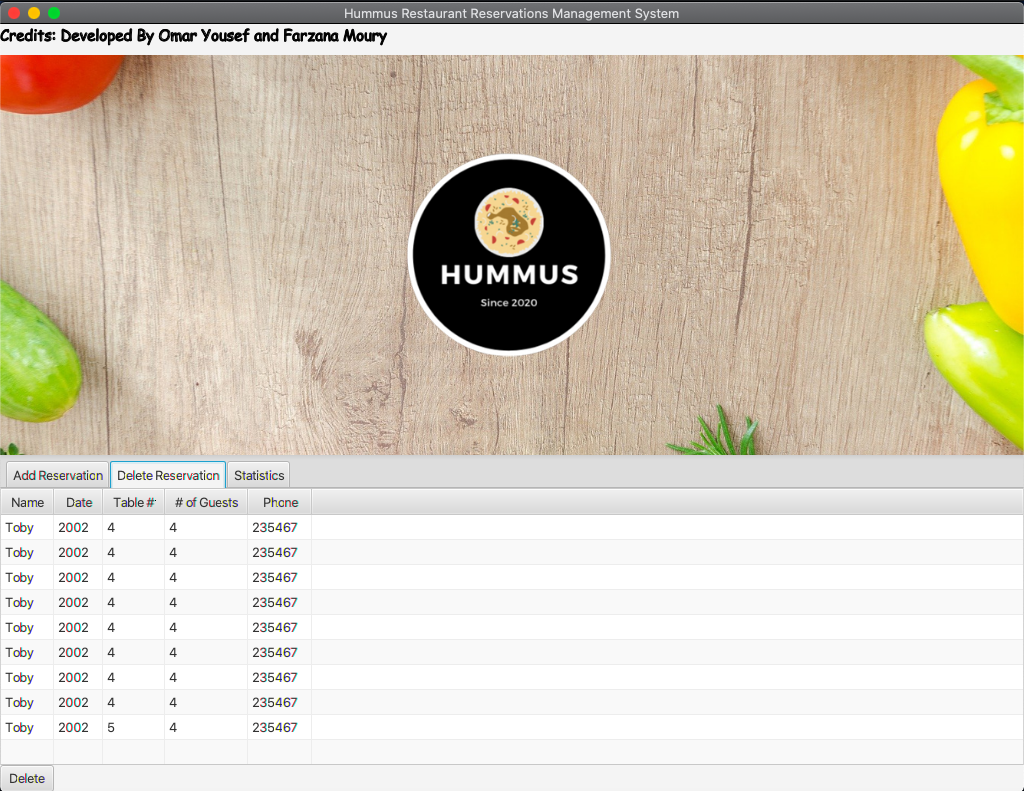 Hummus Restaurant Reservations Management System
Credits: Developed By Omar Yousef and Farzana Moury
HUMMUS
Since 2020
Add Reservation Delete Reservation Statistics
Name Date Table # # of Guests Phone
Toby 2002 4 4 235467
Toby 2002 4 4 235467
Toby 2002 4 4 235467
Toby 2002 4 4 235467
Toby 2002 4 4 235467
Toby 2002 4 4 235467
Toby 2002 4 4 235467
Toby 2002 4 4 235467
Toby 2002 5 4 235467
Delete